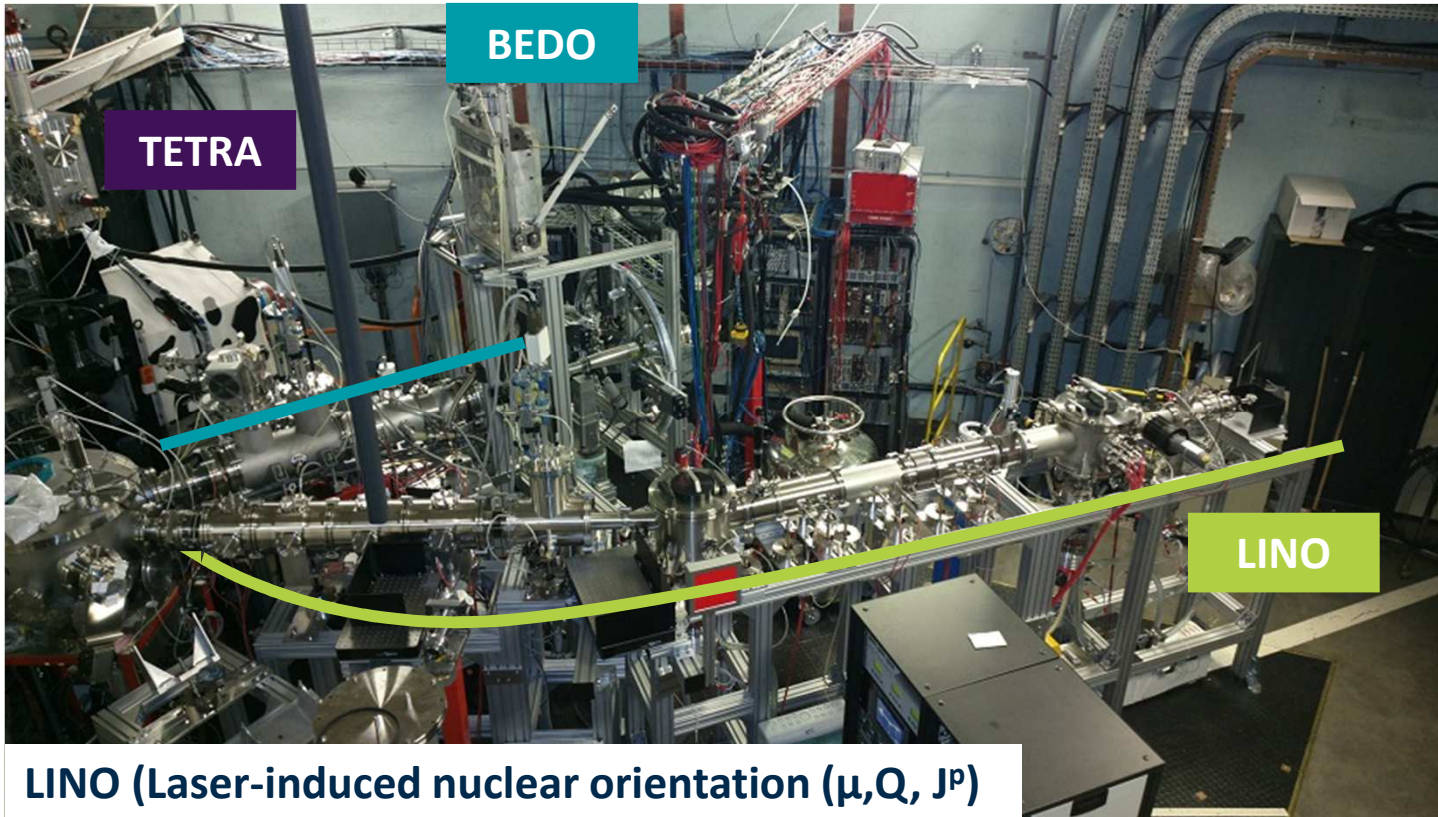 BEDO
TETRA
LINO
LINO (Laser-induced nuclear orientation (μ,Q, Jᵖ)